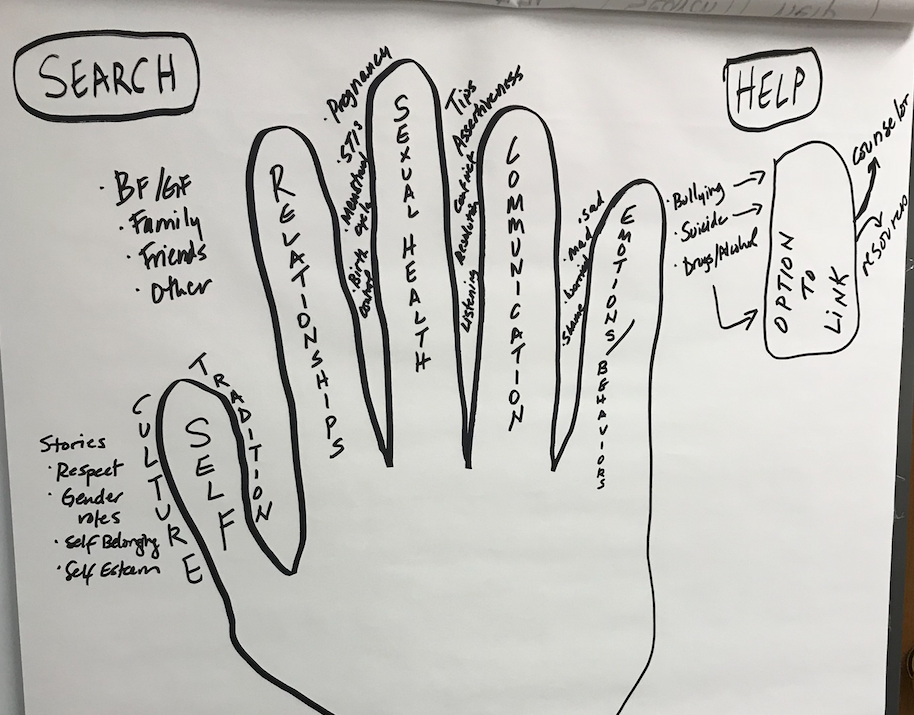 SEARCH
HELP
· BF/GF
· Family
· Friends
· Other
RELATIONSHIPS
· Pregnancy
· STI's
· Menstrual
cycle
· Birth
control
SEXUAL HEALTH
Tips
Assertiveness
conflict
Resolution
Listening
COMMUNICATION
· sad
· mad
· worried
· shame
EMOTIONS/
BEHAVIORS
· Bullying
· Suicide
· Drugs/Alcohol
OPTION
TO
LINK
counselor
resources
TRADITION
CULTURE
SELF
Stories
· Respect
· Gender
roles
· Self Belonging
· Self Esteem